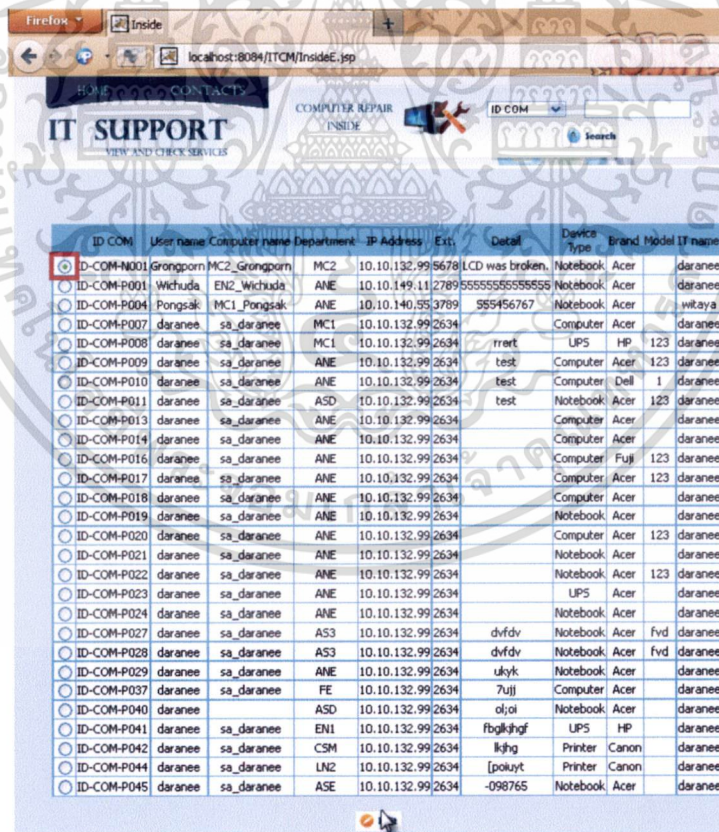 Firefox
Inside
localhost:8084/ITCM/InsideE.jsp
HOME CONTACTS
IT SUPPORT
VIEW AND CHECK SERVICES
COMPUTER REPAIR
INSIDE
ID COM
Search
ID COM User name Computer name Department IP Address Ext. Detail Device Type Brand Model IT name
ID-COM-N001 Grongporn MC2_Grongporn MC2 10.10.132.99 5678 LCD was broken. Notebook Acer daranee
ID-COM-P001 Wichuda EN2_Wichuda ANE 10.10.149.11 2789 55555555555555 Notebook Acer daranee
ID-COM-P004 Pongsak MC1_Pongsak ANE 10.10.140.55 3789 555456767 Notebook Acer witaya
ID-COM-P007 daranee sa_daranee MC1 10.10.132.99 2634 Computer Acer daranee
ID-COM-P008 daranee sa_daranee MC1 10.10.132.99 2634 rrert UPS HP 123 daranee
ID-COM-P009 daranee sa_daranee ANE 10.10.132.99 2634 test Computer Acer 123 daranee
ID-COM-P010 daranee sa_daranee ANE 10.10.132.99 2634 test Computer Dell 1 daranee
ID-COM-P011 daranee sa_daranee ASD 10.10.132.99 2634 test Notebook Acer 123 daranee
ID-COM-P013 daranee sa_daranee ANE 10.10.132.99 2634 Computer Acer daranee
ID-COM-P014 daranee sa_daranee ANE 10.10.132.99 2634 Computer Acer daranee
ID-COM-P016 daranee sa_daranee ANE 10.10.132.99 2634 Computer Fuji 123 daranee
ID-COM-P017 daranee sa_daranee ANE 10.10.132.99 2634 Computer Acer 123 daranee
ID-COM-P018 daranee sa_daranee ANE 10.10.132.99 2634 Computer Acer daranee
ID-COM-P019 daranee sa_daranee ANE 10.10.132.99 2634 Notebook Acer daranee
ID-COM-P020 daranee sa_daranee ANE 10.10.132.99 2634 Computer Acer 123 daranee
ID-COM-P021 daranee sa_daranee ANE 10.10.132.99 2634 Notebook Acer daranee
ID-COM-P022 daranee sa_daranee ANE 10.10.132.99 2634 Notebook Acer 123 daranee
ID-COM-P023 daranee sa_daranee ANE 10.10.132.99 2634 UPS Acer daranee
ID-COM-P024 daranee sa_daranee ANE 10.10.132.99 2634 Notebook Acer daranee
ID-COM-P027 daranee sa_daranee AS3 10.10.132.99 2634 dvfdv Notebook Acer fvd daranee
ID-COM-P028 daranee sa_daranee AS3 10.10.132.99 2634 dvfdv Notebook Acer fvd daranee
ID-COM-P029 daranee sa_daranee ANE 10.10.132.99 2634 ukyk Notebook Acer daranee
ID-COM-P037 daranee sa_daranee FE 10.10.132.99 2634 7ujj Computer Acer daranee
ID-COM-P040 daranee ASD 10.10.132.99 2634 ol;oi Notebook Acer daranee
ID-COM-P041 daranee sa_daranee EN1 10.10.132.99 2634 fbglkjhgf UPS HP daranee
ID-COM-P042 daranee sa_daranee CSM 10.10.132.99 2634 lkjhg Printer Canon daranee
ID-COM-P044 daranee sa_daranee LN2 10.10.132.99 2634 [poiuyt Printer Canon daranee
ID-COM-P045 daranee sa_daranee ASE 10.10.132.99 2634 -098765 Notebook Acer daranee